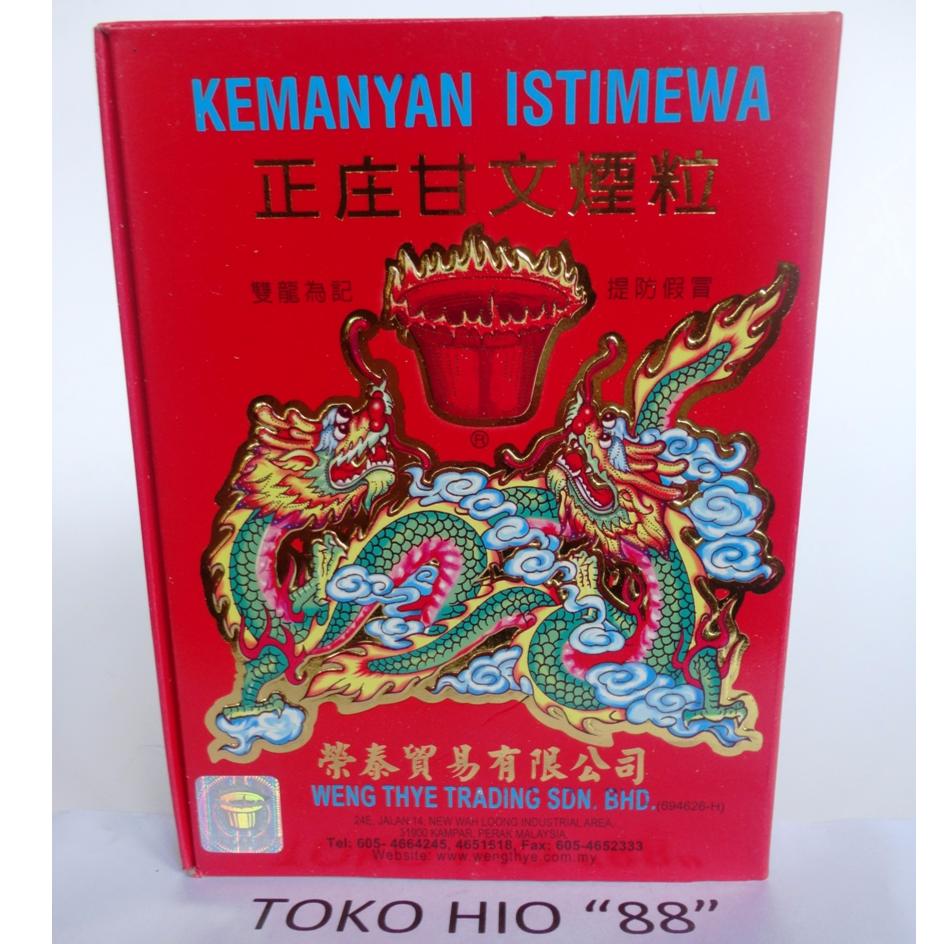 KEMANYAN ISTIMEWA
正庄甘文煙粒
雙龍為記
提防假冒
®
榮泰貿易有限公司
WENG THYE TRADING SDN. BHD.(694626-H)
24E, JALAN 14, NEW WAH LOONG INDUSTRIAL AREA,
31900 KAMPAR, PERAK MALAYSIA.
Tel: 605- 4664245, 4651518, Fax: 605-4652333
Website: www.wengthye.com.my
TOKO HIO “88”